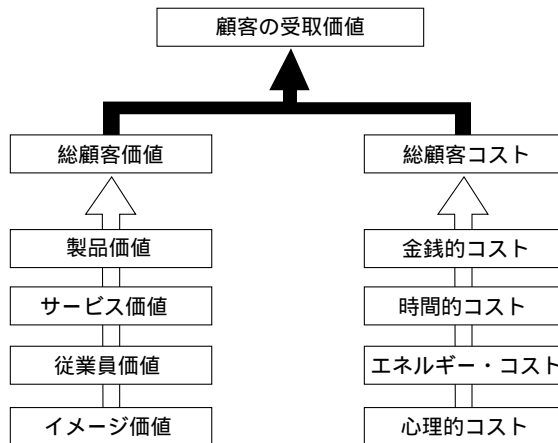 顧客の受取価値
総顧客価値
総顧客コスト
製品価値
金銭的コスト
サービス価値
時間的コスト
従業員価値
エネルギー・コスト
イメージ価値
心理的コスト